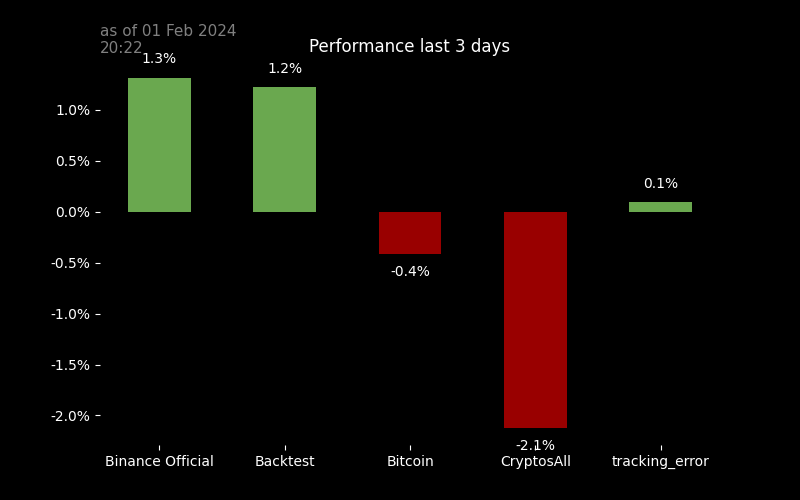 as of 01 Feb 2024
20:22
Performance last 3 days
1.3%
1.2%
1.0%
0.5%
0.1%
0.0%
-0.4%
-0.5%
-1.0%
-1.5%
-2.0%
-2.1%
Binance Official
Backtest
Bitcoin
CryptosAll
tracking_error